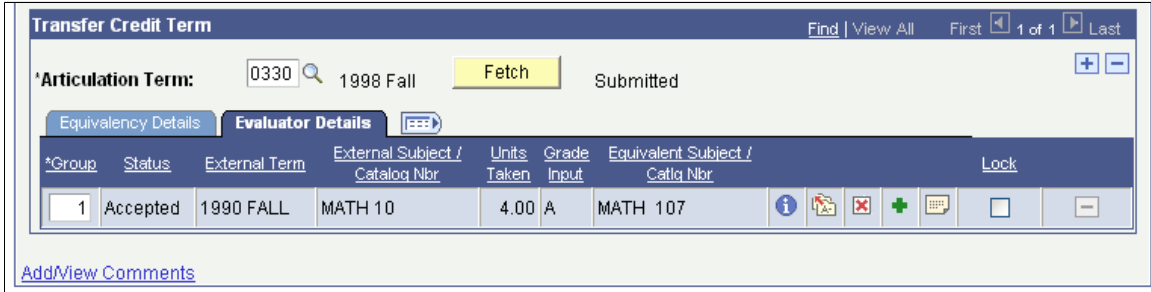 Transfer Credit Term
Find | View All First 1 of 1 Last
*Articulation Term: 0330 1998 Fall Fetch Submitted
Equivalency Details Evaluator Details
*Group Status External Term External Subject / Catalog Nbr Units Taken Grade Input Equivalent Subject / Catlg Nbr Lock
1 Accepted 1990 FALL MATH 10 4.00 A MATH 107
Add/View Comments